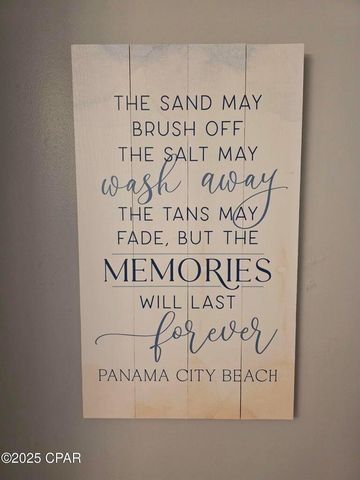 THE SAND MAY
BRUSH OFF
THE SALT MAY
wash away
THE TANS MAY
FADE, BUT THE
MEMORIES
WILL LAST
forever
PANAMA CITY BEACH
©2025 CPAR